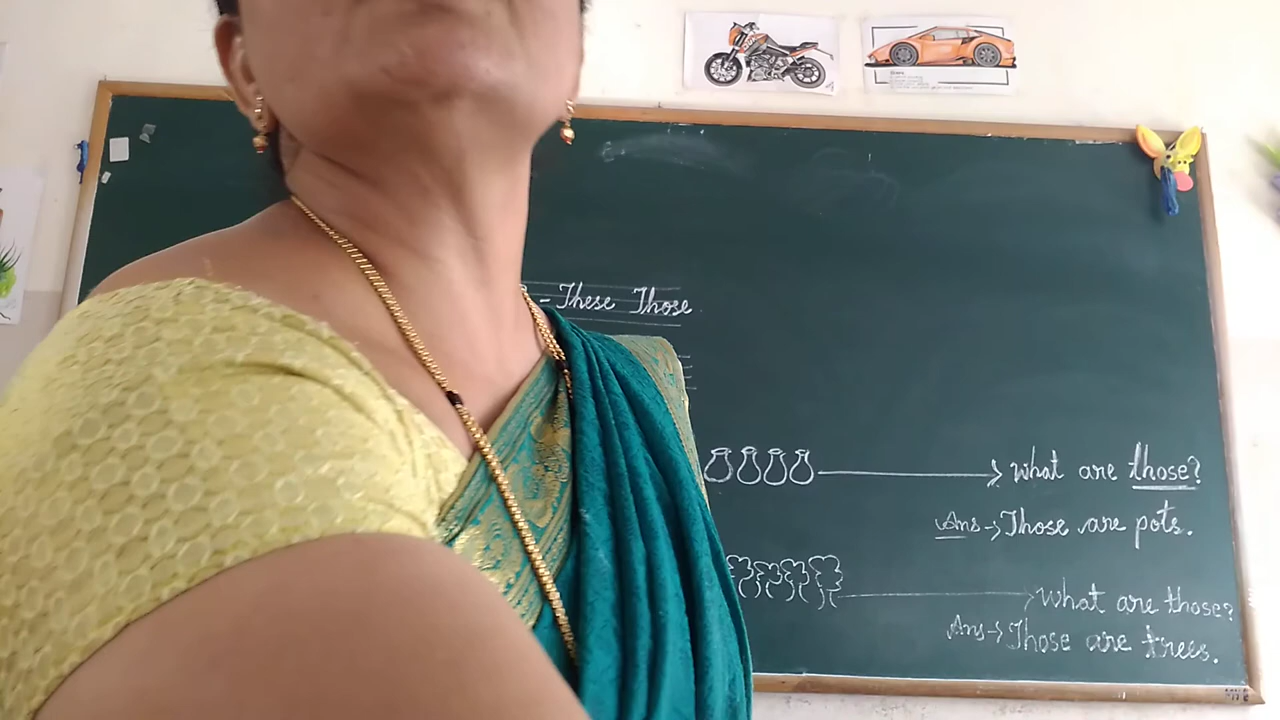 - These Those
What are those?
Ans → Those are pots.
What are those?
Ans → Those are trees.